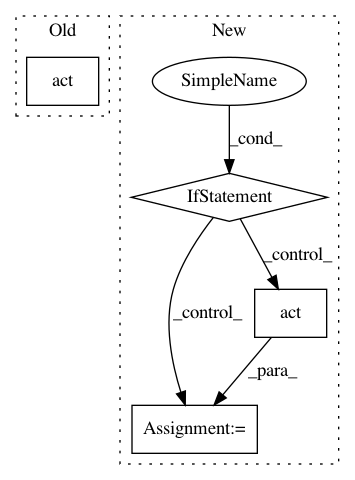 Old
New
act
SimpleName
_cond_
IfStatement
_control_
_control_
act
_para_
Assignment:=